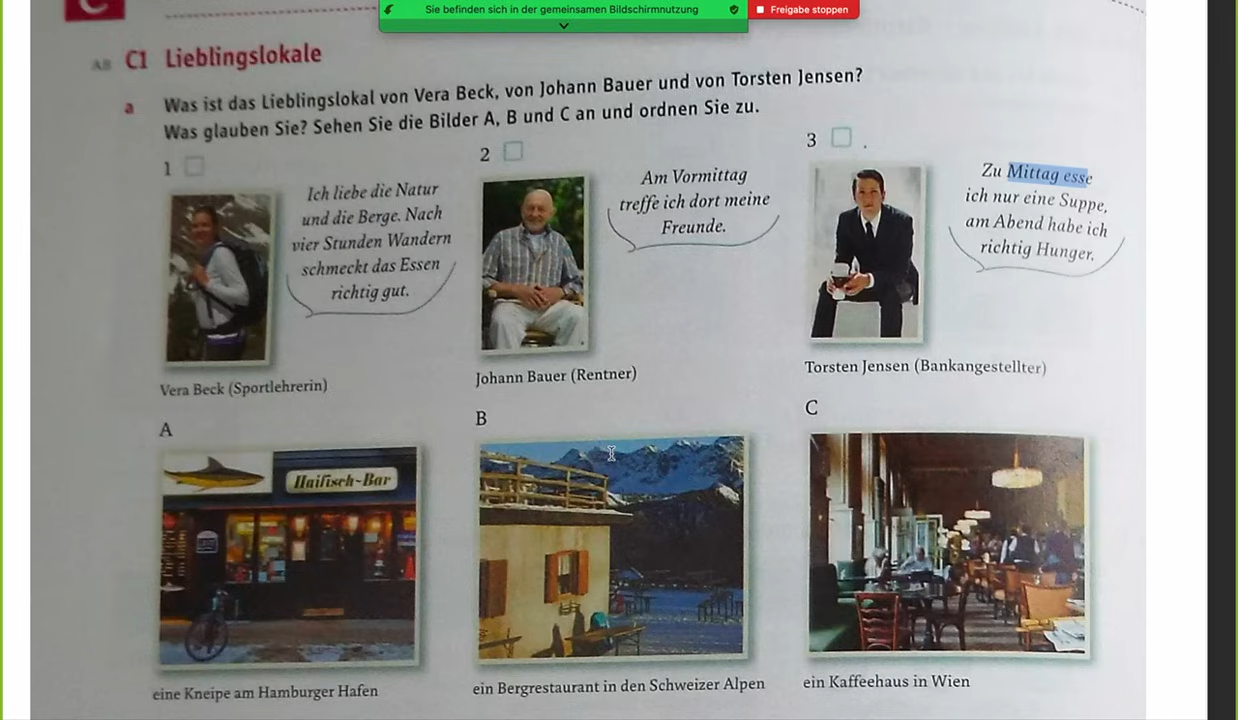 Sie befinden sich in der gemeinsamen Bildschirmnutzung
Freigabe stoppen
C
AB C1 Lieblingslokale
a Was ist das Lieblingslokal von Vera Beck, von Johann Bauer und von Torsten Jensen?
Was glauben Sie? Sehen Sie die Bilder A, B und C an und ordnen Sie zu.
1
Ich liebe die Natur
und die Berge. Nach
vier Stunden Wandern
schmeckt das Essen
richtig gut.
Vera Beck (Sportlehrerin)
2
Am Vormittag
treffe ich dort meine
Freunde.
Johann Bauer (Rentner)
3
Zu Mittag esse
ich nur eine Suppe,
am Abend habe ich
richtig Hunger.
Torsten Jensen (Bankangestellter)
A
Haifisch-Bar
eine Kneipe am Hamburger Hafen
B
ein Bergrestaurant in den Schweizer Alpen
C
ein Kaffeehaus in Wien